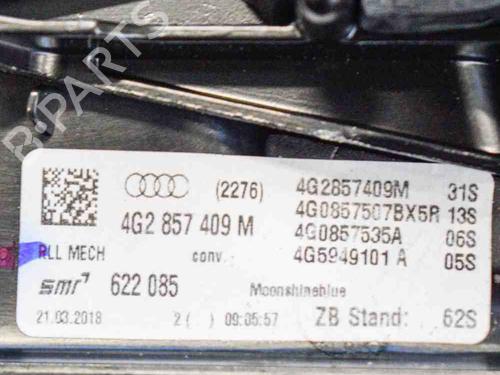 B-PARTS
(2276) 4G2857409M 31S
4G2 857 409 M 4G0857507BX5R 13S
4G0857535A 06S
RLL MECH conv. 4G5949101 A 05S
smr 622 085 Moonshineblue
21.03.2018 2 ( ) 09:05:57 ZB Stand: 62S